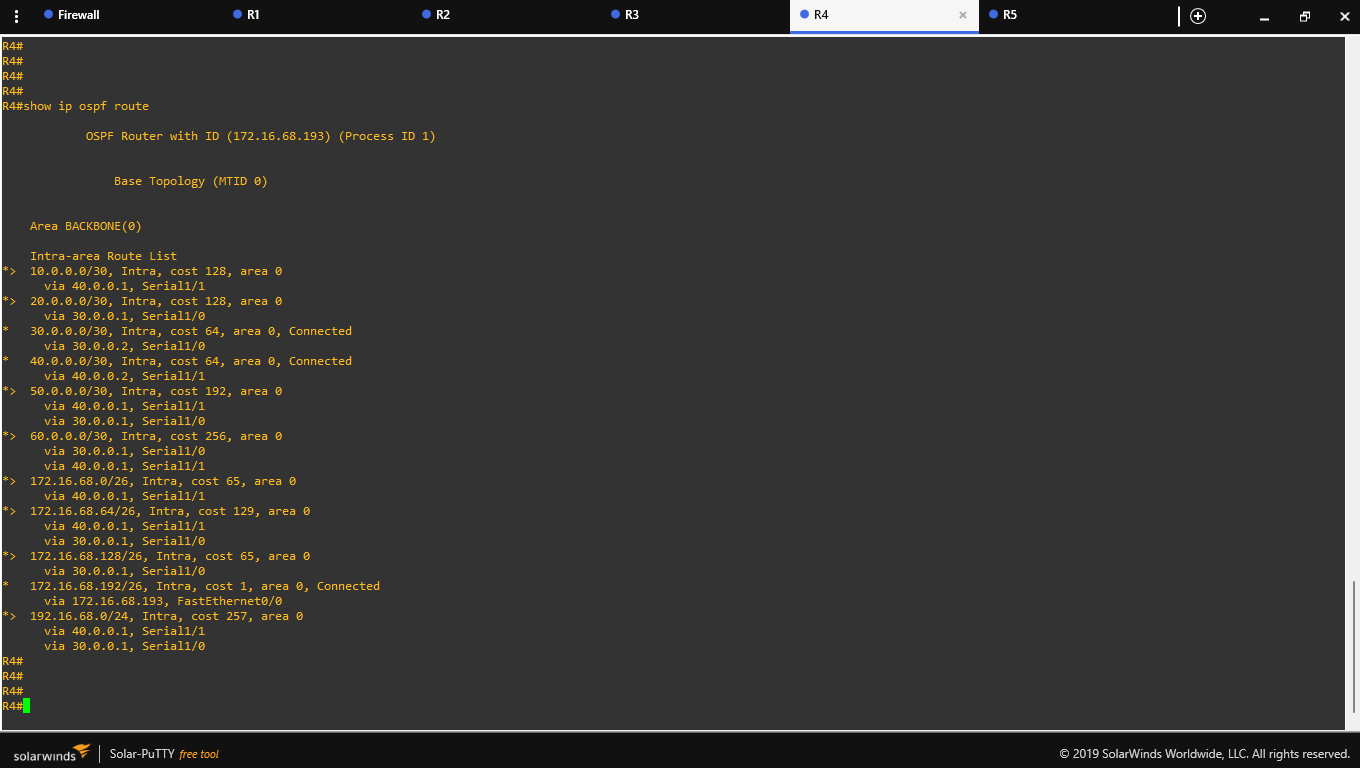 Firewall R1 R2 R3 R4 × R5
R4#
R4#
R4#
R4#
R4#show ip ospf route
OSPF Router with ID (172.16.68.193) (Process ID 1)
Base Topology (MTID 0)
Area BACKBONE(0)
Intra-area Route List
*> 10.0.0.0/30, Intra, cost 128, area 0
via 40.0.0.1, Serial1/1
*> 20.0.0.0/30, Intra, cost 128, area 0
via 30.0.0.1, Serial1/0
* 30.0.0.0/30, Intra, cost 64, area 0, Connected
via 30.0.0.2, Serial1/0
* 40.0.0.0/30, Intra, cost 64, area 0, Connected
via 40.0.0.2, Serial1/1
*> 50.0.0.0/30, Intra, cost 192, area 0
via 40.0.0.1, Serial1/1
via 30.0.0.1, Serial1/0
*> 60.0.0.0/30, Intra, cost 256, area 0
via 30.0.0.1, Serial1/0
via 40.0.0.1, Serial1/1
*> 172.16.68.0/26, Intra, cost 65, area 0
via 40.0.0.1, Serial1/1
*> 172.16.68.64/26, Intra, cost 129, area 0
via 40.0.0.1, Serial1/1
via 30.0.0.1, Serial1/0
*> 172.16.68.128/26, Intra, cost 65, area 0
via 30.0.0.1, Serial1/0
* 172.16.68.192/26, Intra, cost 1, area 0, Connected
via 172.16.68.193, FastEthernet0/0
*> 192.16.68.0/24, Intra, cost 257, area 0
via 40.0.0.1, Serial1/1
via 30.0.0.1, Serial1/0
R4#
R4#
R4#
R4#
solarwinds Solar-PuTTY free tool © 2019 SolarWinds Worldwide, LLC. All rights reserved.